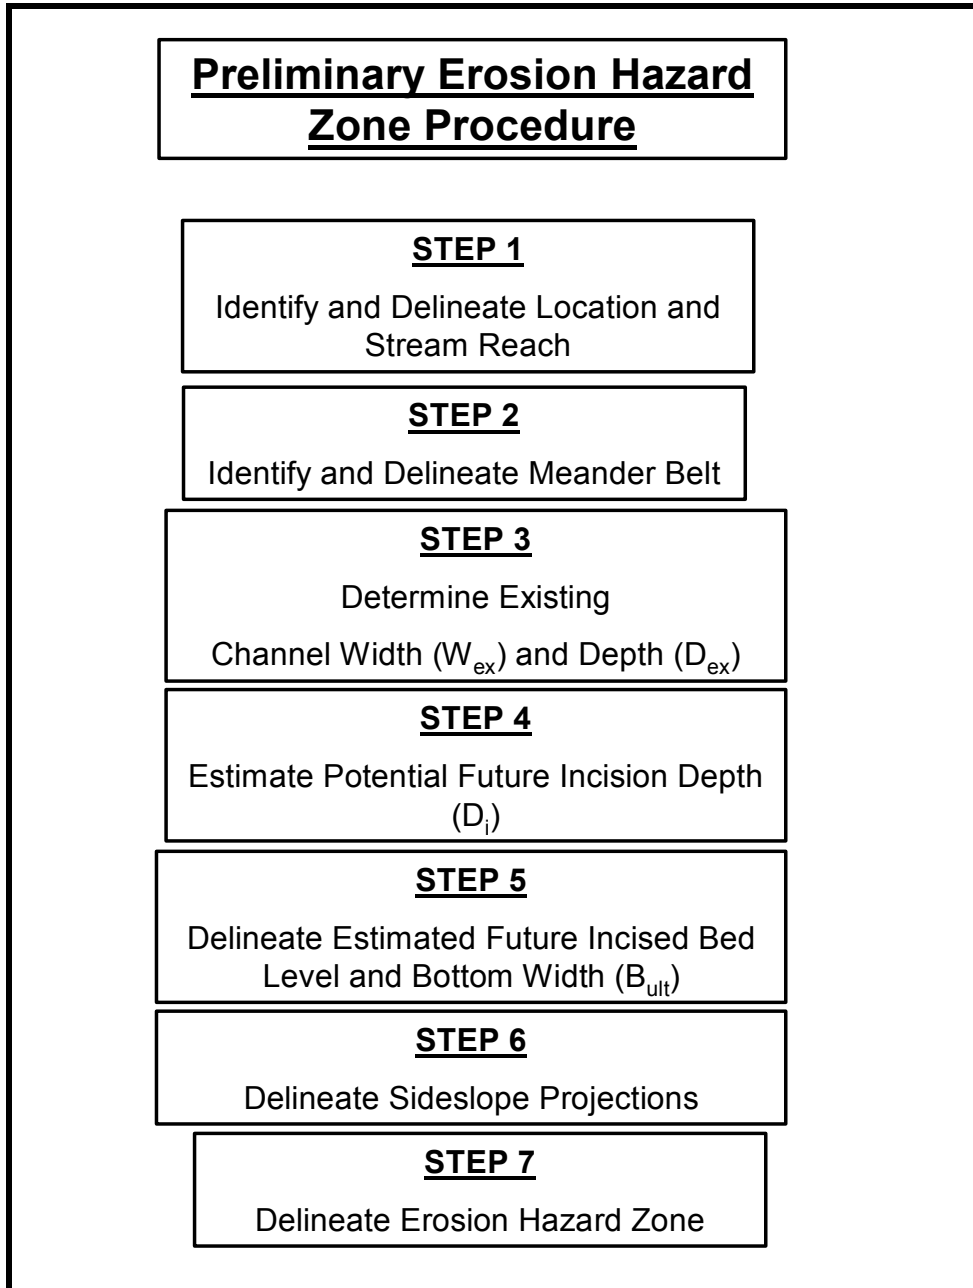 Preliminary Erosion Hazard
Zone Procedure
STEP 1
Identify and Delineate Location and
Stream Reach
STEP 2
Identify and Delineate Meander Belt
STEP 3
Determine Existing
Channel Width (Wex) and Depth (Dex)
STEP 4
Estimate Potential Future Incision Depth
(Di)
STEP 5
Delineate Estimated Future Incised Bed
Level and Bottom Width (Bult)
STEP 6
Delineate Sideslope Projections
STEP 7
Delineate Erosion Hazard Zone